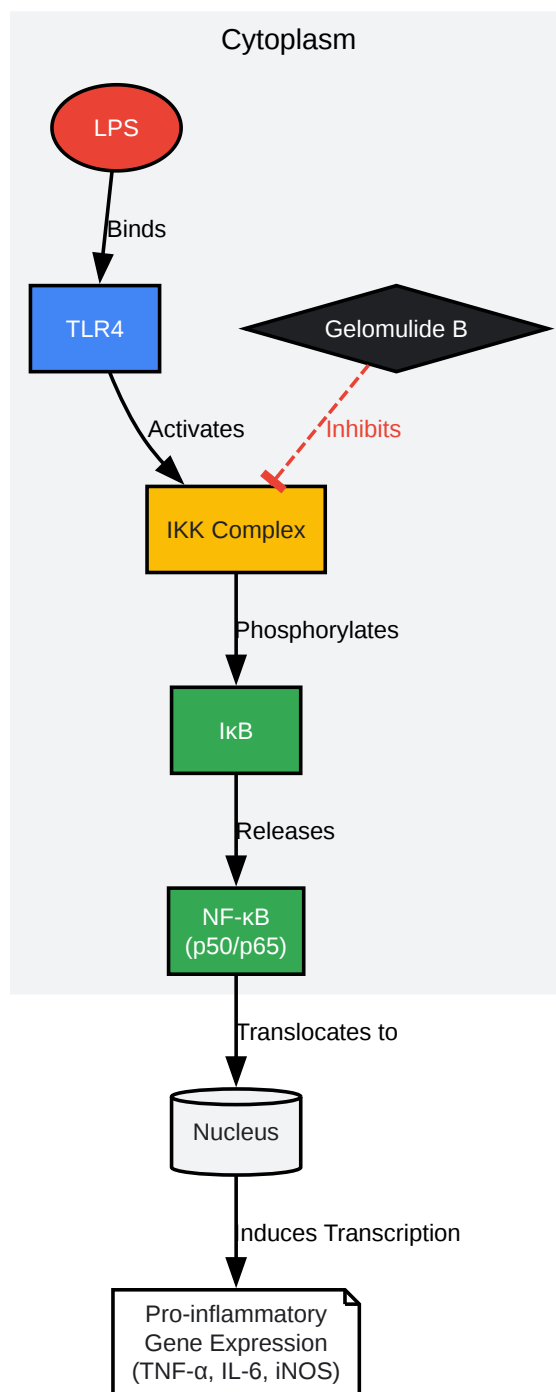 Cytoplasm
LPS
Binds
TLR4
Gelomulide B
Activates
Inhibits
IKK Complex
Phosphorylates
IκB
Releases
NF-κB
(p50/p65)
Translocates to
Nucleus
Induces Transcription
Pro-inflammatory
Gene Expression
(TNF-α, IL-6, iNOS)